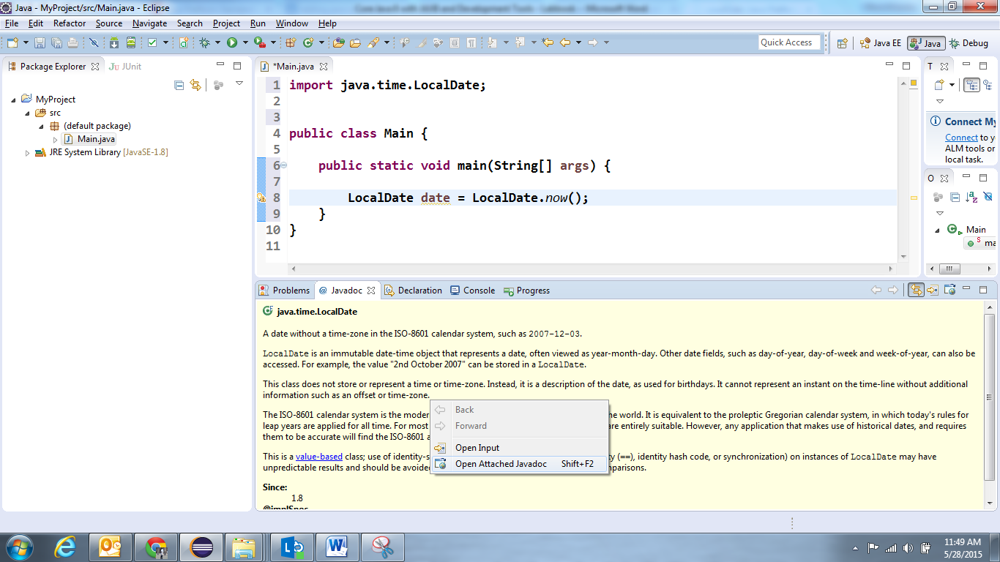 Java - MyProject/src/Main.java - Eclipse
File Edit Refactor Source Navigate Search Project Run Window Help
Quick Access
Java EE
Java
Debug
Package Explorer
JUnit
MyProject
src
(default package)
Main.java
JRE System Library [JavaSE-1.8]
*Main.java
1 import java.time.LocalDate;
2
3
4 public class Main {
5
6 public static void main(String[] args) {
7
8 LocalDate date = LocalDate.now();
9 }
10 }
11
T
Connect My
Connect to y
ALM tools or
local task.
O
Main
ma
Problems
@ Javadoc
Declaration
Console
Progress
java.time.LocalDate
A date without a time-zone in the ISO-8601 calendar system, such as 2007-12-03.
LocalDate is an immutable date-time object that represents a date, often viewed as year-month-day. Other date fields, such as day-of-year, day-of-week and week-of-year, can also be
accessed. For example, the value "2nd October 2007" can be stored in a LocalDate.
This class does not store or represent a time or time-zone. Instead, it is a description of the date, as used for birthdays. It cannot represent an instant on the time-line without additional
information such as an offset or time-zone.
The ISO-8601 calendar system is the moder he world. It is equivalent to the proleptic Gregorian calendar system, in which today's rules for
leap years are applied for all time. For most are entirely suitable. However, any application that makes use of historical dates, and requires
them to be accurate will find the ISO-8601 a
This is a value-based class; use of identity-s y (==), identity hash code, or synchronization) on instances of LocalDate may have
unpredictable results and should be avoide parisons.
Since:
1.8
@implSpec
Back
Forward
Open Input
Open Attached Javadoc Shift+F2
11:49 AM
5/28/2015